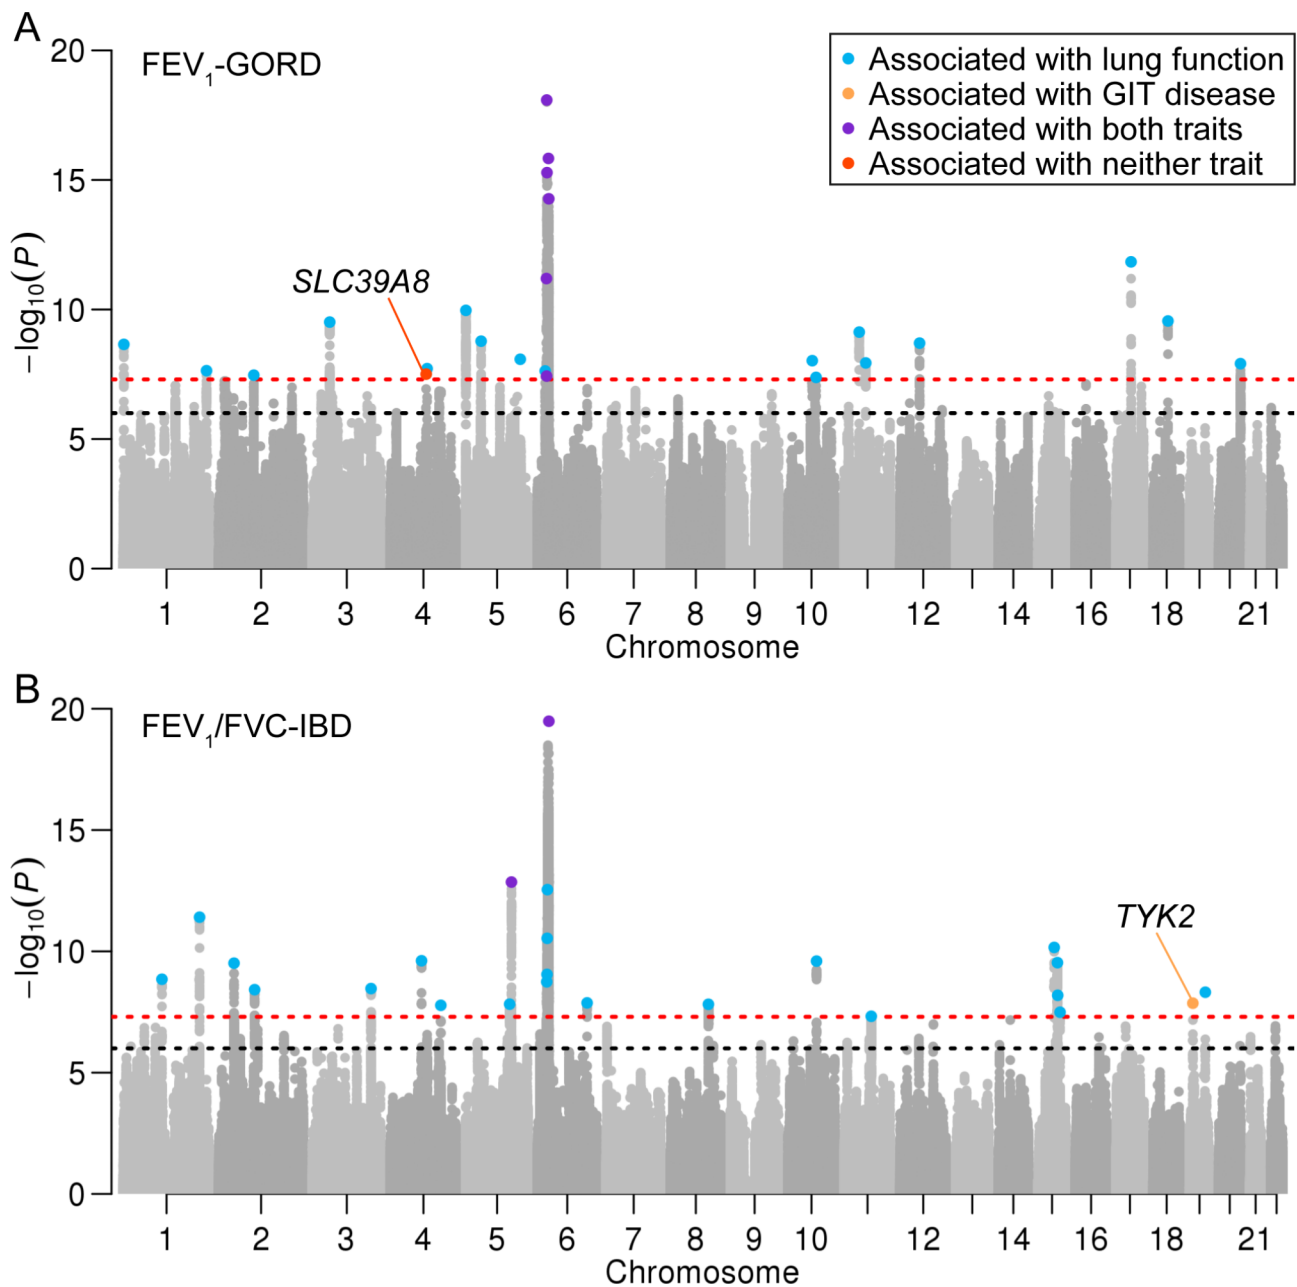 A
FEV1-GORD
Associated with lung function
Associated with GIT disease
Associated with both traits
Associated with neither trait
SLC39A8
−log10(P)
20
15
10
5
0
1 2 3 4 5 6 7 8 9 10 12 14 16 18 21
Chromosome
B
FEV1/FVC-IBD
TYK2
−log10(P)
20
15
10
5
0
1 2 3 4 5 6 7 8 9 10 12 14 16 18 21
Chromosome